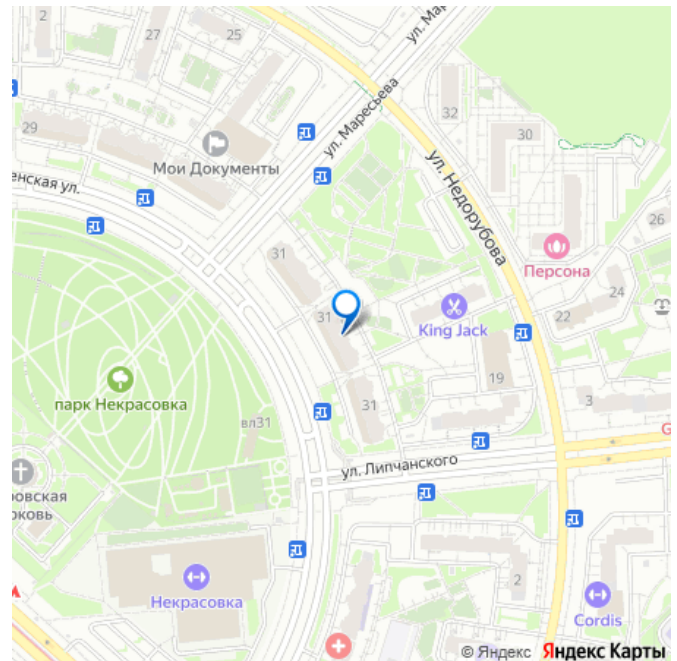 2
27
25
ул. Маресьева
29
Мои Документы
ул. Маресьева
32
30
енская ул.
ул. Недорубова
26
31
Персона
24
31
King Jack
22
парк Некрасовка
19
3
вл31
31
G
ул. Липчанского
ровская
рковь
Некрасовка
2
Cordis
© Яндекс Яндекс Карты